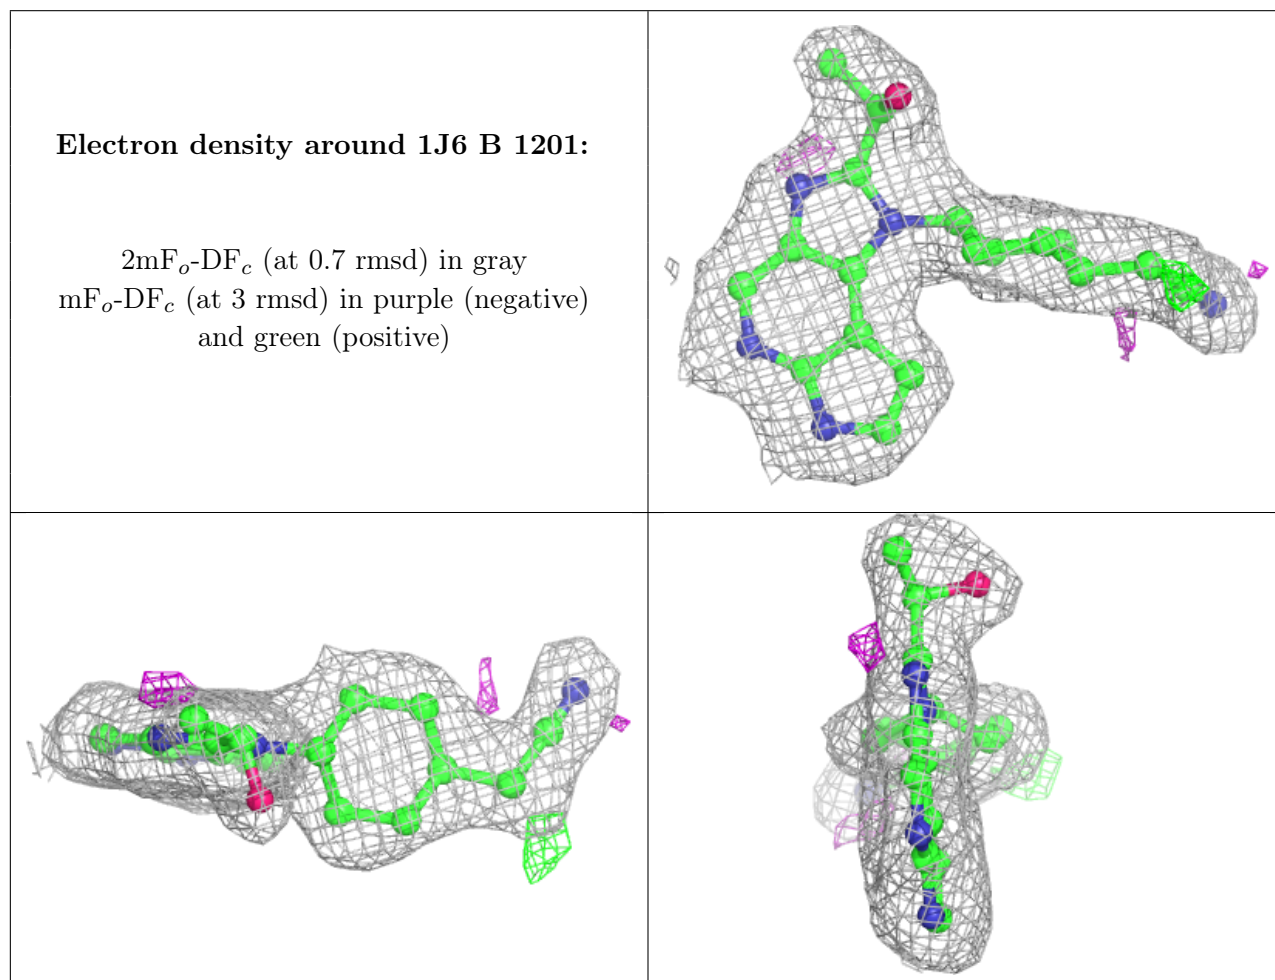 Electron density around 1J6 B 1201:
2mFo-DFc (at 0.7 rmsd) in gray
mFo-DFc (at 3 rmsd) in purple (negative)
and green (positive)